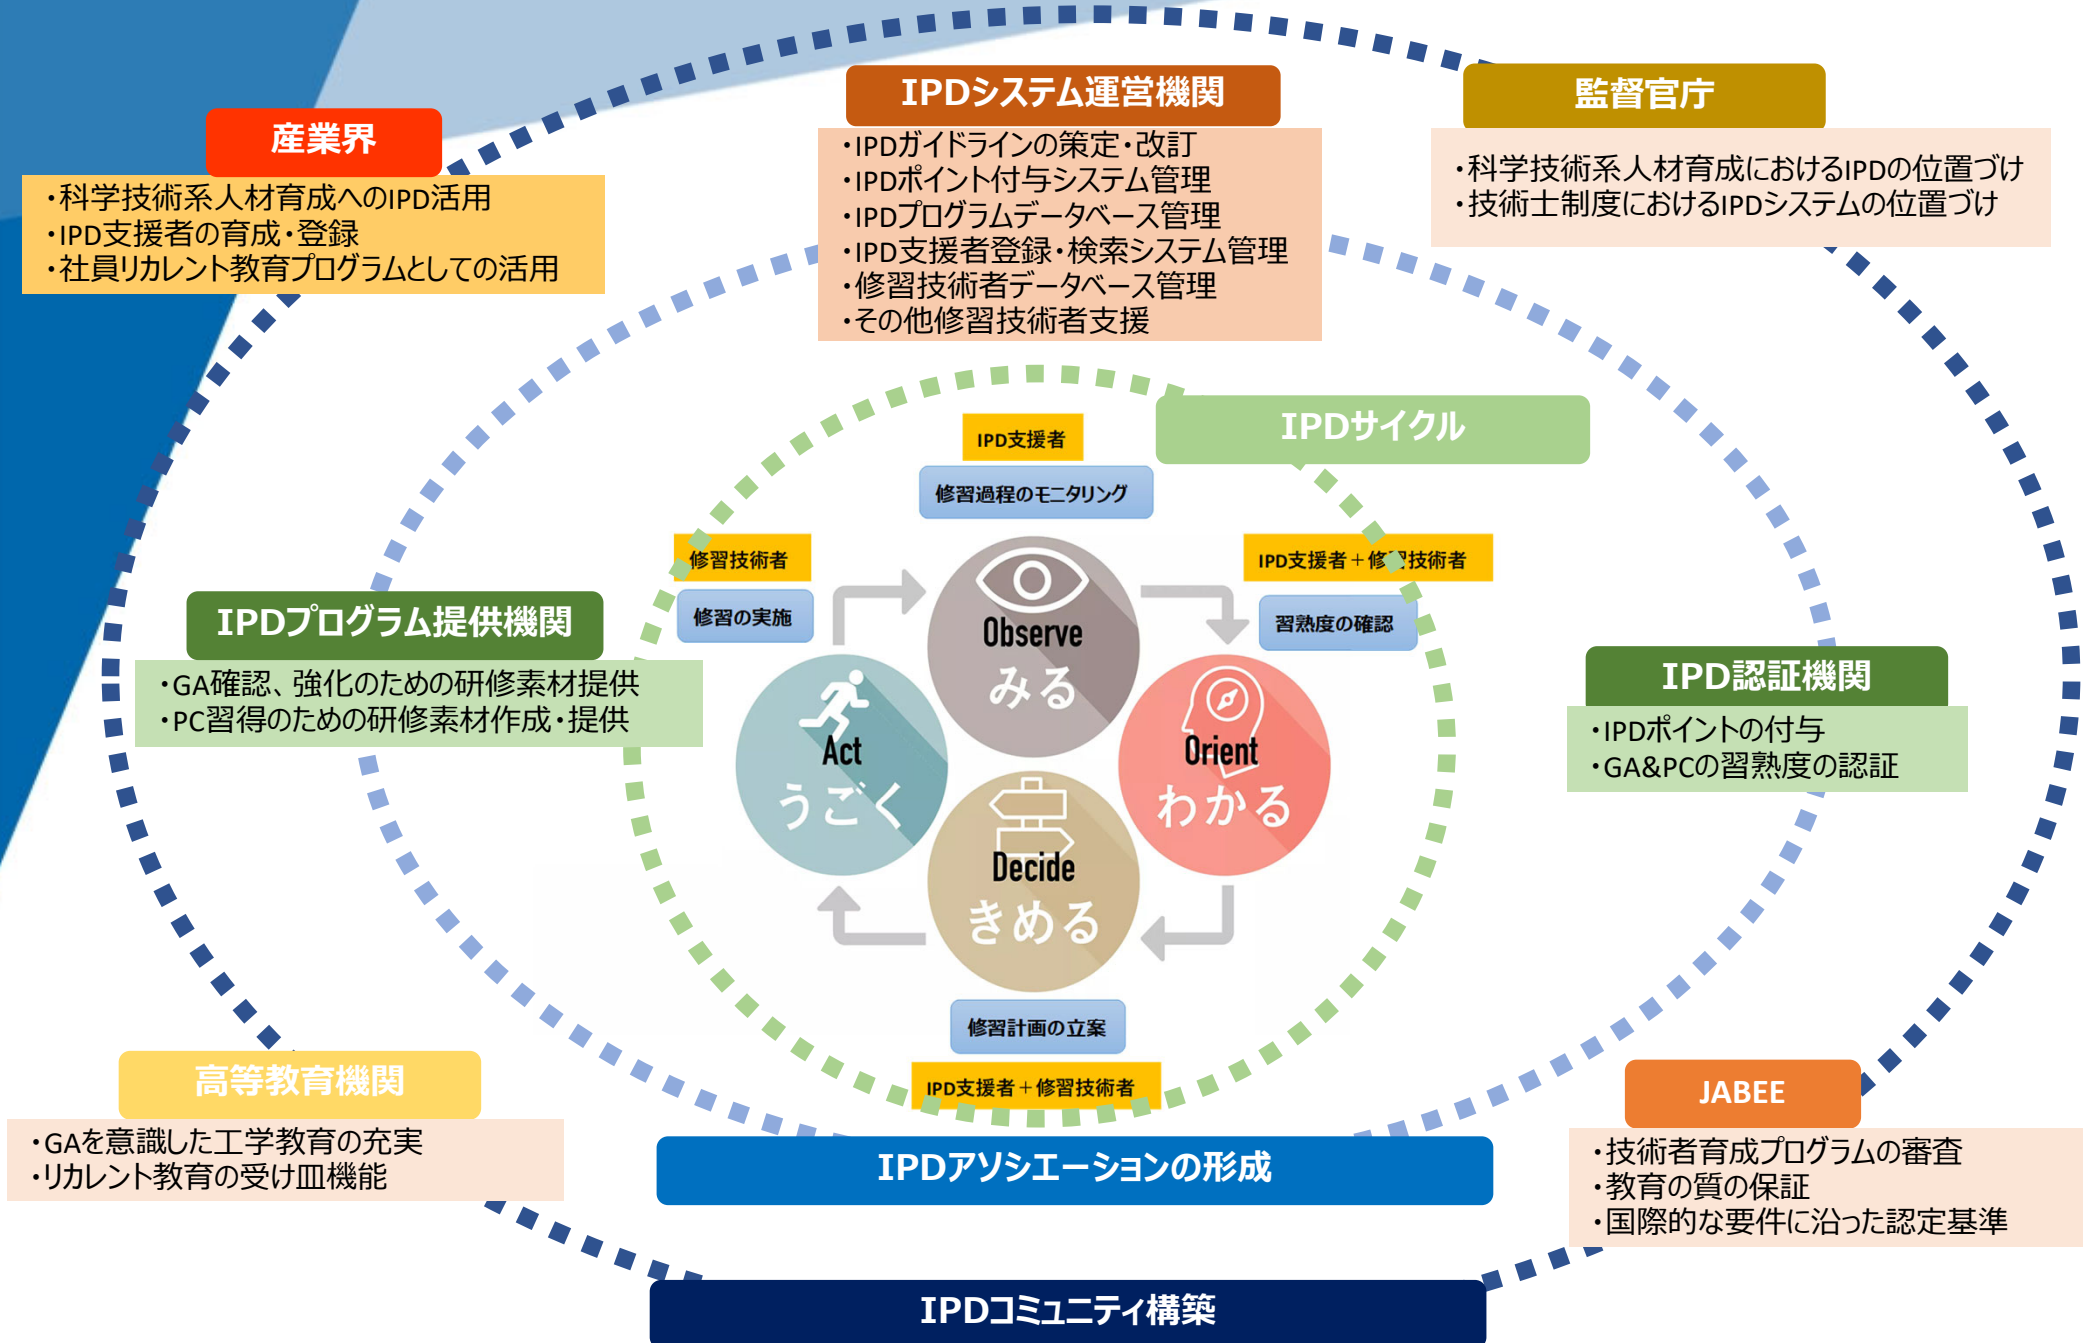 IPDシステム運営機関
・IPDガイドラインの策定・改訂
・IPDポイント付与システム管理
・IPDプログラムデータベース管理
・IPD支援者登録・検索システム管理
・修習技術者データベース管理
・その他修習技術者支援
監督官庁
・科学技術系人材育成におけるIPDの位置づけ
・技術士制度におけるIPDシステムの位置づけ
産業界
・科学技術系人材育成へのIPD活用
・IPD支援者の育成・登録
・社員リカレント教育プログラムとしての活用
IPDサイクル
IPD支援者
修習過程のモニタリング
修習技術者
修習の実施
IPD支援者＋修習技術者
習熟度の確認
Observe
みる
Orient
わかる
Decide
きめる
Act
うごく
修習計画の立案
IPD支援者＋修習技術者
IPDプログラム提供機関
・GA確認、強化のための研修素材提供
・PC習得のための研修素材作成・提供
IPD認証機関
・IPDポイントの付与
・GA&PCの習熟度の認証
高等教育機関
・GAを意識した工学教育の充実
・リカレント教育の受け皿機能
JABEE
・技術者育成プログラムの審査
・教育の質の保証
・国際的な要件に沿った認定基準
IPDアソシエーションの形成
IPDコミュニティ構築